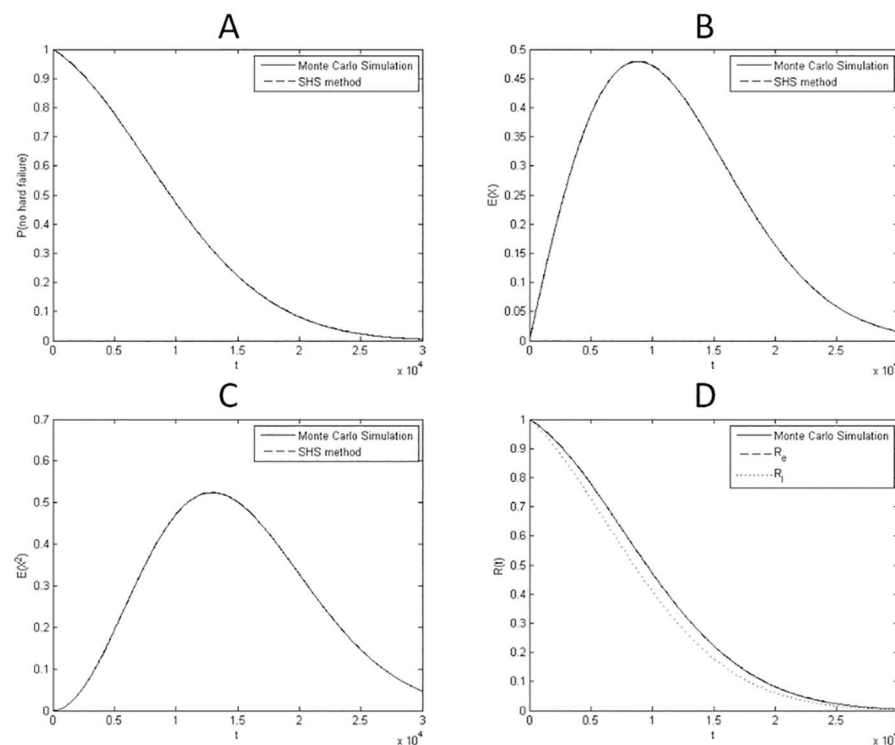 A
1
0.9
0.8
0.7
0.6
0.5
0.4
0.3
0.2
0.1
0
P(no hard failure)
Monte Carlo Simulation
SHS method
0
0.5
1
1.5
2
2.5
3
t
x 10⁴
B
0.5
0.45
0.4
0.35
0.3
0.25
0.2
0.15
0.1
0.05
0
E(X)
Monte Carlo Simulation
SHS method
0
0.5
1
1.5
2
2.5
t
x 10
C
0.7
0.6
0.5
0.4
0.3
0.2
0.1
0
E(X²)
Monte Carlo Simulation
SHS method
0
0.5
1
1.5
2
2.5
3
t
x 10⁴
D
1
0.9
0.8
0.7
0.6
0.5
0.4
0.3
0.2
0.1
0
R(t)
Monte Carlo Simulation
Rₑ
0
0.5
1
1.5
2
2.5
t
x 10